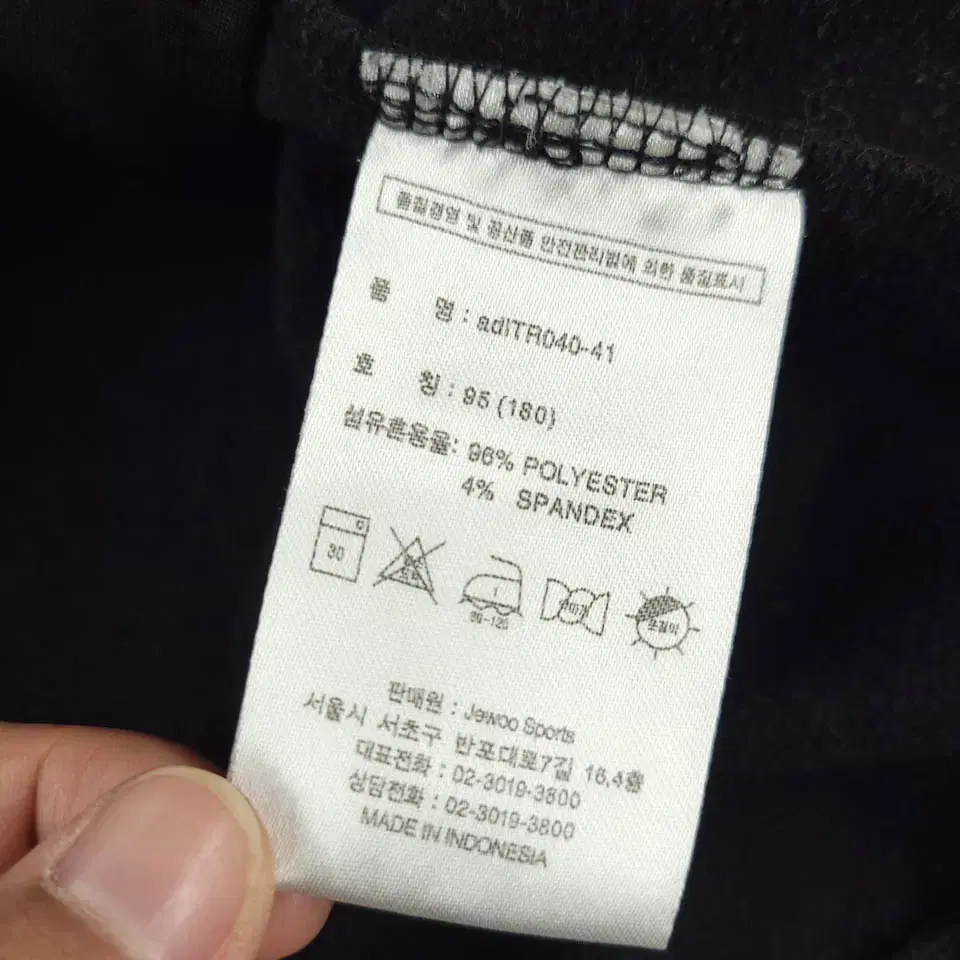 품질경영 및 공산품 안전관리법에 의한 품질표시
품 명 : adiTR040-41
호 칭 : 95 (180)
섬유혼용율: 96% POLYESTER
4% SPANDEX
30
80-120
판매원 : Jewoo Sports
서울시 서초구 반포대로7길 16,4층
대표전화 : 02-3019-3800
상담전화 : 02-3019-3800
MADE IN INDONESIA